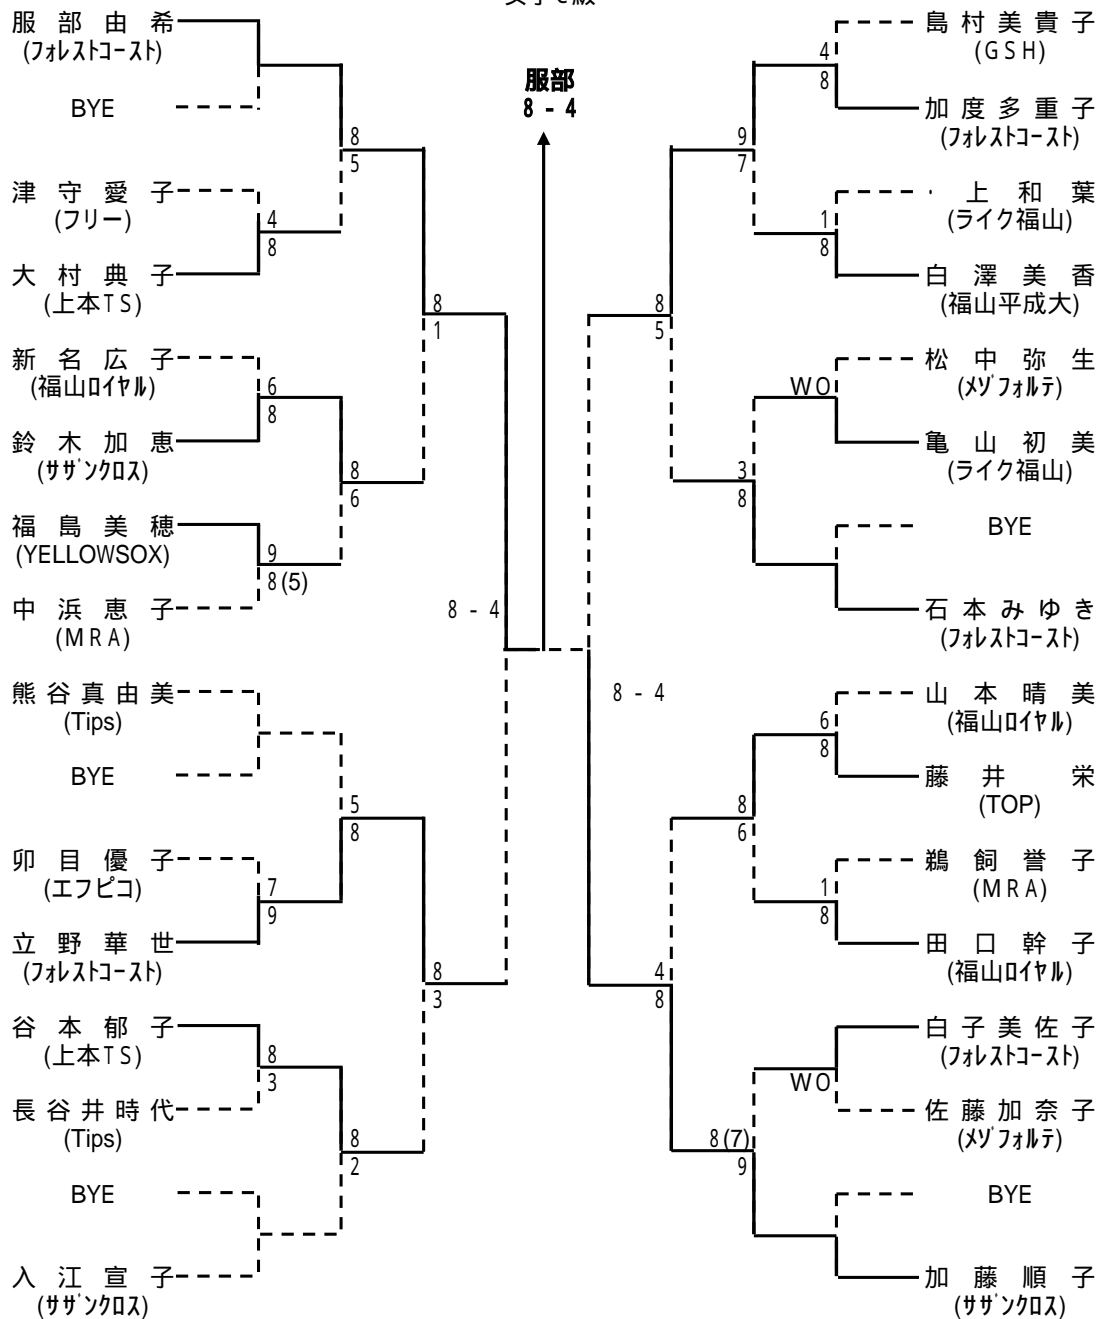 服部由希
(フォレストコースト)
BYE
津守愛子
(フリー)
大村典子
(上本TS)
新名広子
(福山ロイヤル)
鈴木加恵
(サザンクロス)
福島美穂
(YELLOWSOX)
中浜恵子
(MRA)
熊谷真由美
(Tips)
BYE
卯目優子
(エフピコ)
立野華世
(フォレストコースト)
谷本郁子
(上本TS)
長谷井時代
(Tips)
BYE
入江宣子
(サザンクロス)
4
8
6
8
9
8(5)
7
9
8
3
8
5
8
6
5
8
8
2
8
1
8
3
8 - 4
服部
8 - 4
8 - 4
8
5
4
8
9
7
3
8
8
6
8(7)
9
4
8
1
8
WO
6
8
1
8
WO
島村美貴子
(GSH)
加度多重子
(フォレストコースト)
上和葉
(ライク福山)
白澤美香
(福山平成大)
松中弥生
(メゾフォルテ)
亀山初美
(ライク福山)
BYE
石本みゆき
(フォレストコースト)
山本晴美
(福山ロイヤル)
藤井栄
(TOP)
鵜飼誉子
(MRA)
田口幹子
(福山ロイヤル)
白子美佐子
(フォレストコースト)
佐藤加奈子
(メゾフォルテ)
BYE
加藤順子
(サザンクロス)